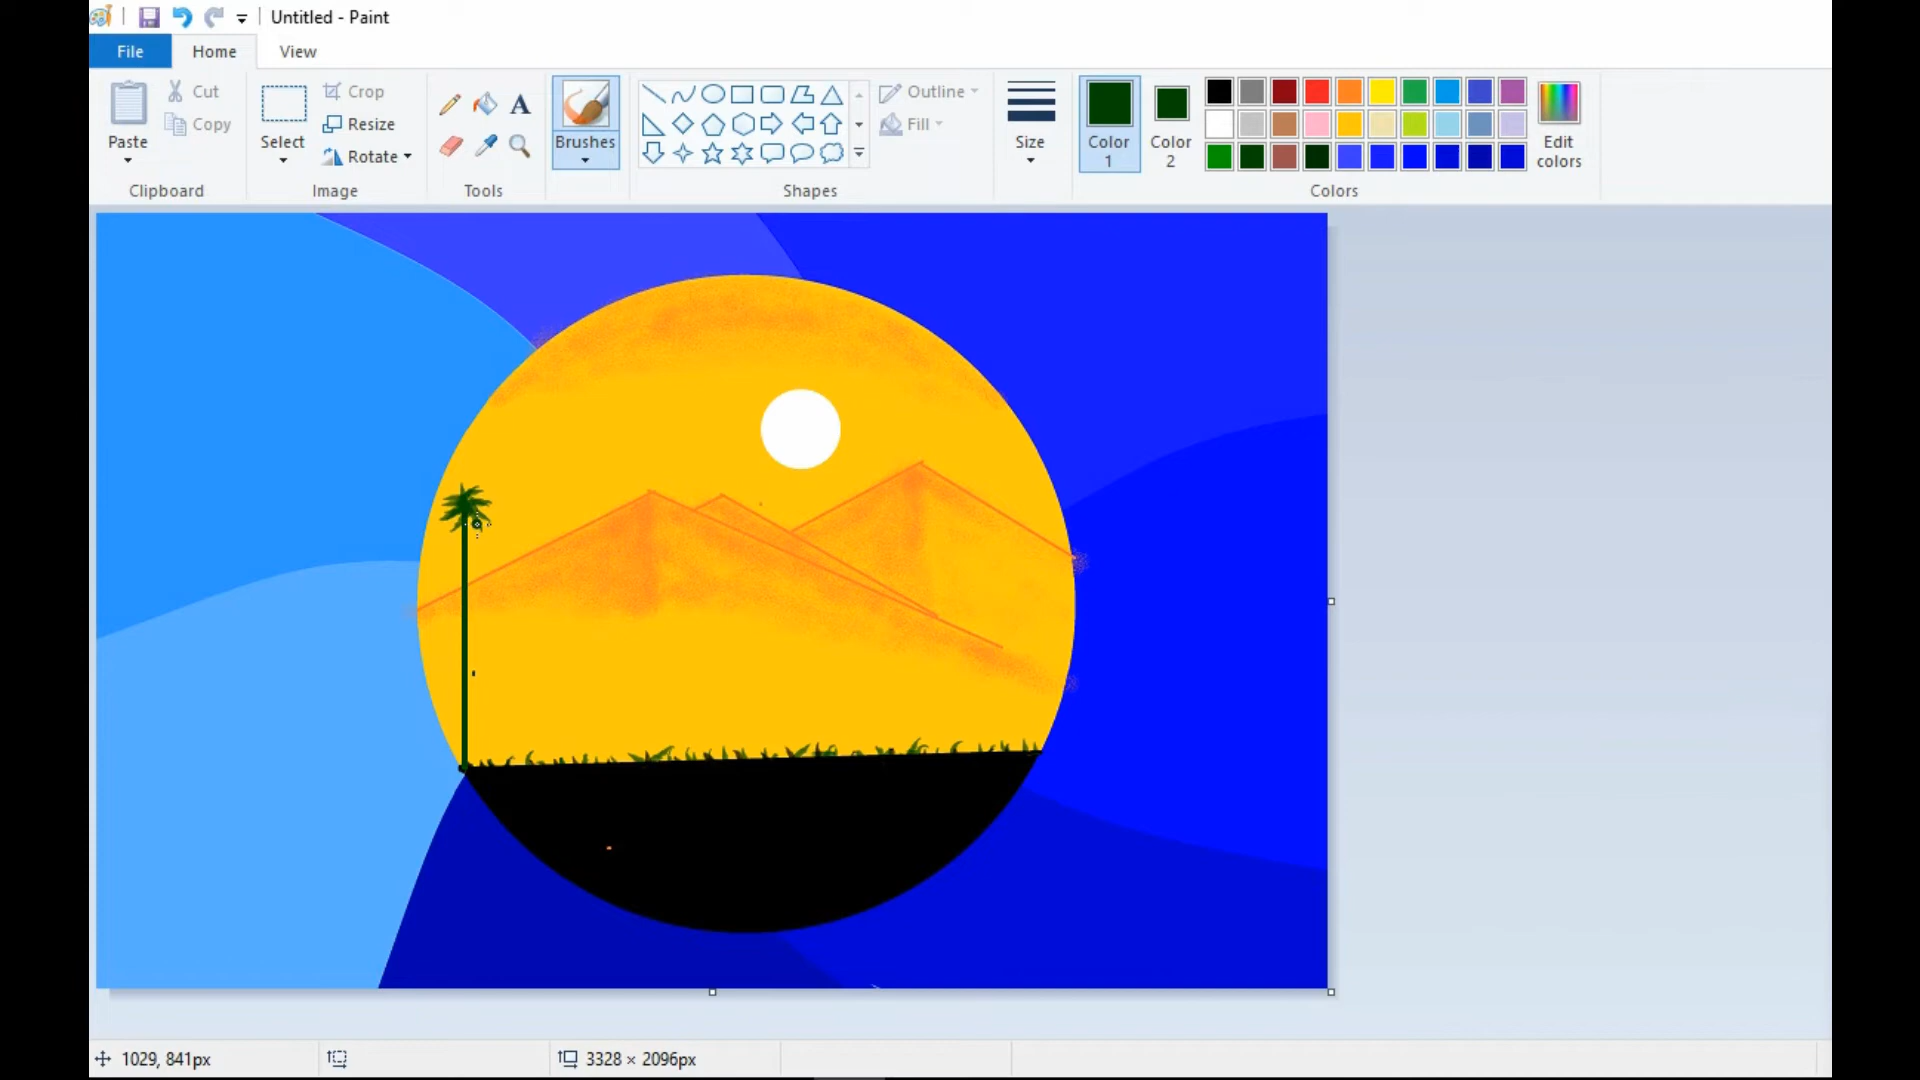 Untitled - Paint
File Home View
Paste
Cut
Copy
Clipboard
Select
Crop
Resize
Rotate
Image
A
Tools
Brushes
Shapes
Outline
Fill
Size
Color
1
Color
2
Edit
colors
Colors
1029, 841px
3328 × 2096px